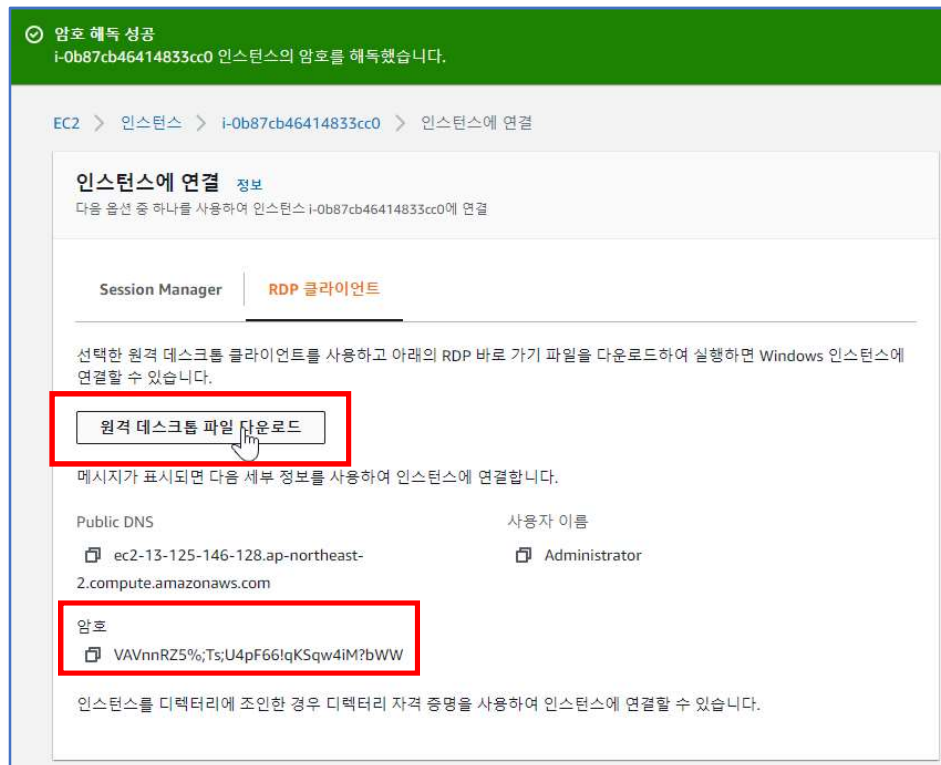 암호 해독 성공
i-0b87cb46414833cc0 인스턴스의 암호를 해독했습니다.
EC2 > 인스턴스 > i-0b87cb46414833cc0 > 인스턴스에 연결
인스턴스에 연결 정보
다음 옵션 중 하나를 사용하여 인스턴스 i-0b87cb46414833cc0에 연결
Session Manager RDP 클라이언트
선택한 원격 데스크톱 클라이언트를 사용하고 아래의 RDP 바로 가기 파일을 다운로드하여 실행하면 Windows 인스턴스에
연결할 수 있습니다.
원격 데스크톱 파일 다운로드
메시지가 표시되면 다음 세부 정보를 사용하여 인스턴스에 연결합니다.
Public DNS 사용자 이름
ec2-13-125-146-128.ap-northeast- Administrator
2.compute.amazonaws.com
암호
VAVnnRZ5%;Ts;U4pF66!qKSqw4iM?bWW
인스턴스를 디렉터리에 조인한 경우 디렉터리 자격 증명을 사용하여 인스턴스에 연결할 수 있습니다.